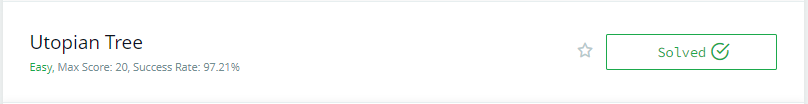 Utopian Tree
Solved
Easy, Max Score: 20, Success Rate: 97.21%